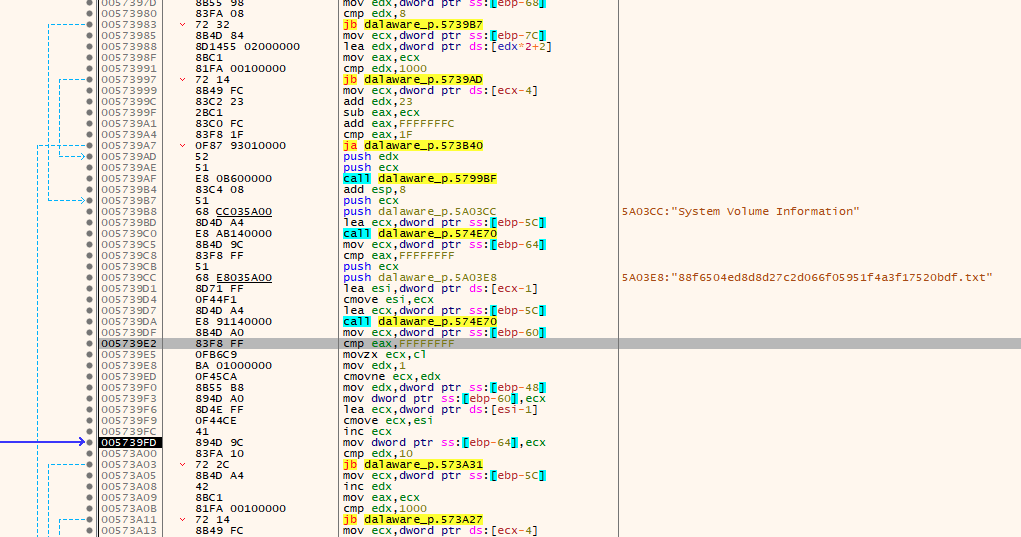 0057397D 8B55 98 mov edx,dword ptr ss:[ebp-68]
00573980 83FA 08 cmp edx,8
00573983 72 32 jb dalaware_p.5739B7
00573985 8B4D 84 mov ecx,dword ptr ss:[ebp-7C]
00573988 8D1455 02000000 lea edx,dword ptr ds:[edx*2+2]
0057398F 8BC1 mov eax,ecx
00573991 81FA 00100000 cmp edx,1000
00573997 72 14 jb dalaware_p.5739AD
00573999 8B49 FC mov ecx,dword ptr ds:[ecx-4]
0057399C 83C2 23 add edx,23
0057399F 2BC1 sub eax,ecx
005739A1 83C0 FC add eax,FFFFFFFC
005739A4 83F8 1F cmp eax,1F
005739A7 0F87 93010000 ja dalaware_p.573B40
005739AD 52 push edx
005739AE 51 push ecx
005739AF E8 0B600000 call dalaware_p.5799BF
005739B4 83C4 08 add esp,8
005739B7 51 push ecx
005739B8 68 CC035A00 push dalaware_p.5A03CC 5A03CC:"System Volume Information"
005739BD 8D4D A4 lea ecx,dword ptr ss:[ebp-5C]
005739C0 E8 AB140000 call dalaware_p.574E70
005739C5 8B4D 9C mov ecx,dword ptr ss:[ebp-64]
005739C8 83F8 FF cmp eax,FFFFFFFF
005739CB 51 push ecx
005739CC 68 E8035A00 push dalaware_p.5A03E8 5A03E8:"88f6504ed8d8d27c2d066f05951f4a3f17520bdf.txt"
005739D1 8D71 FF lea esi,dword ptr ds:[ecx-1]
005739D4 0F44F1 cmove esi,ecx
005739D7 8D4D A4 lea ecx,dword ptr ss:[ebp-5C]
005739DA E8 91140000 call dalaware_p.574E70
005739DF 8B4D A0 mov ecx,dword ptr ss:[ebp-60]
005739E2 83F8 FF cmp eax,FFFFFFFF
005739E5 0FB6C9 movzx ecx,cl
005739E8 BA 01000000 mov edx,1
005739ED 0F45CA cmovne ecx,edx
005739F0 8B55 B8 mov edx,dword ptr ss:[ebp-48]
005739F3 894D A0 mov dword ptr ss:[ebp-60],ecx
005739F6 8D4E FF lea ecx,dword ptr ds:[esi-1]
005739F9 0F44CE cmove ecx,esi
005739FC 41 inc ecx
005739FD 894D 9C mov dword ptr ss:[ebp-64],ecx
00573A00 83FA 10 cmp edx,10
00573A03 72 2C jb dalaware_p.573A31
00573A05 8B4D A4 mov ecx,dword ptr ss:[ebp-5C]
00573A08 42 inc edx
00573A09 8BC1 mov eax,ecx
00573A0B 81FA 00100000 cmp edx,1000
00573A11 72 14 jb dalaware_p.573A27
00573A13 8B49 FC mov ecx,dword ptr ds:[ecx-4]